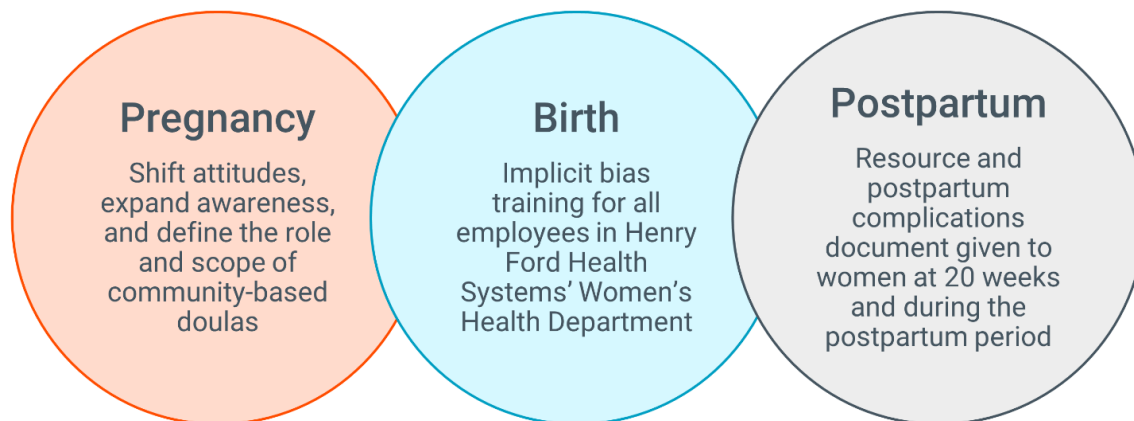 Pregnancy
Shift attitudes,
expand awareness,
and define the role
and scope of
community-based
doulas
Birth
Implicit bias
training for all
employees in Henry
Ford Health
Systems’ Women’s
Health Department
Postpartum
Resource and
postpartum
complications
document given to
women at 20 weeks
and during the
postpartum period